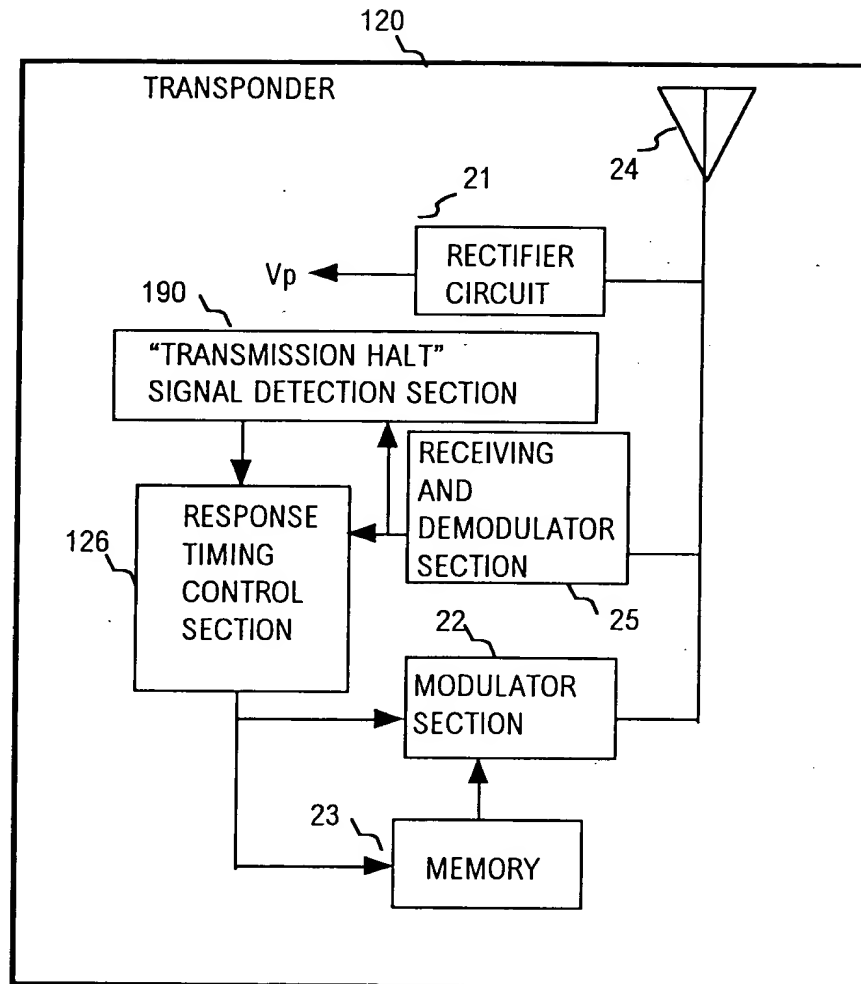 120
TRANSPONDER
24
21
RECTIFIER
CIRCUIT
Vp
190
“TRANSMISSION HALT”
SIGNAL DETECTION SECTION
RECEIVING
AND
DEMODULATOR
SECTION
RESPONSE
TIMING
CONTROL
SECTION
126
25
22
MODULATOR
SECTION
23
MEMORY